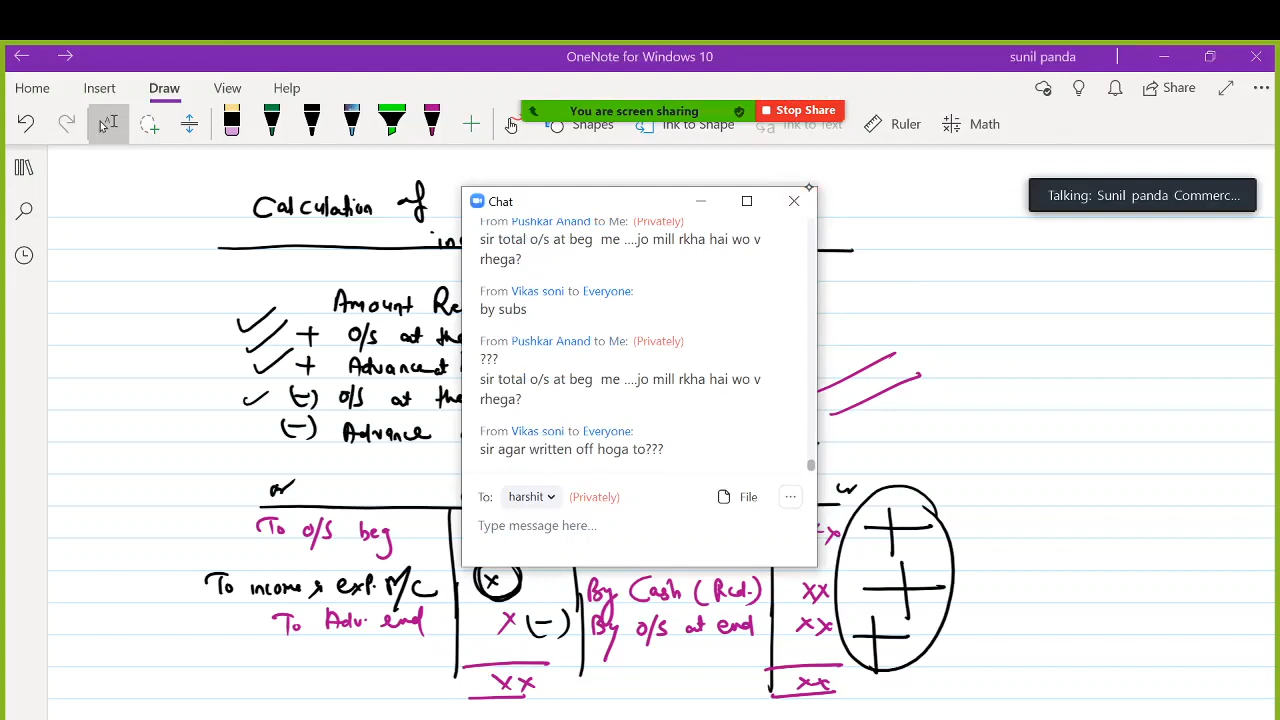 OneNote for Windows 10
sunil panda
Home Insert Draw View Help
Share
You are screen sharing
Stop Share
Shapes Ink to Shape Ink to Text Ruler Math
Talking: Sunil panda Commerc...
Calculation of
Chat
From Pushkar Anand to Me: (Privately)
sir total o/s at beg me ....jo mill rkha hai wo v
rhega?
From Vikas soni to Everyone:
by subs
From Pushkar Anand to Me: (Privately)
???
sir total o/s at beg me ....jo mill rkha hai wo v
rhega?
From Vikas soni to Everyone:
sir agar written off hoga to???
To: harshit (Privately) File
Type message here...
Amount
+ O/S at the
+ Advance
(-) O/S at the
(-) Advance
To O/S beg
To income & exp. A/C x By Cash (Rcd.) xx
To Adv. end x (-) By O/S at end xx
xx xx